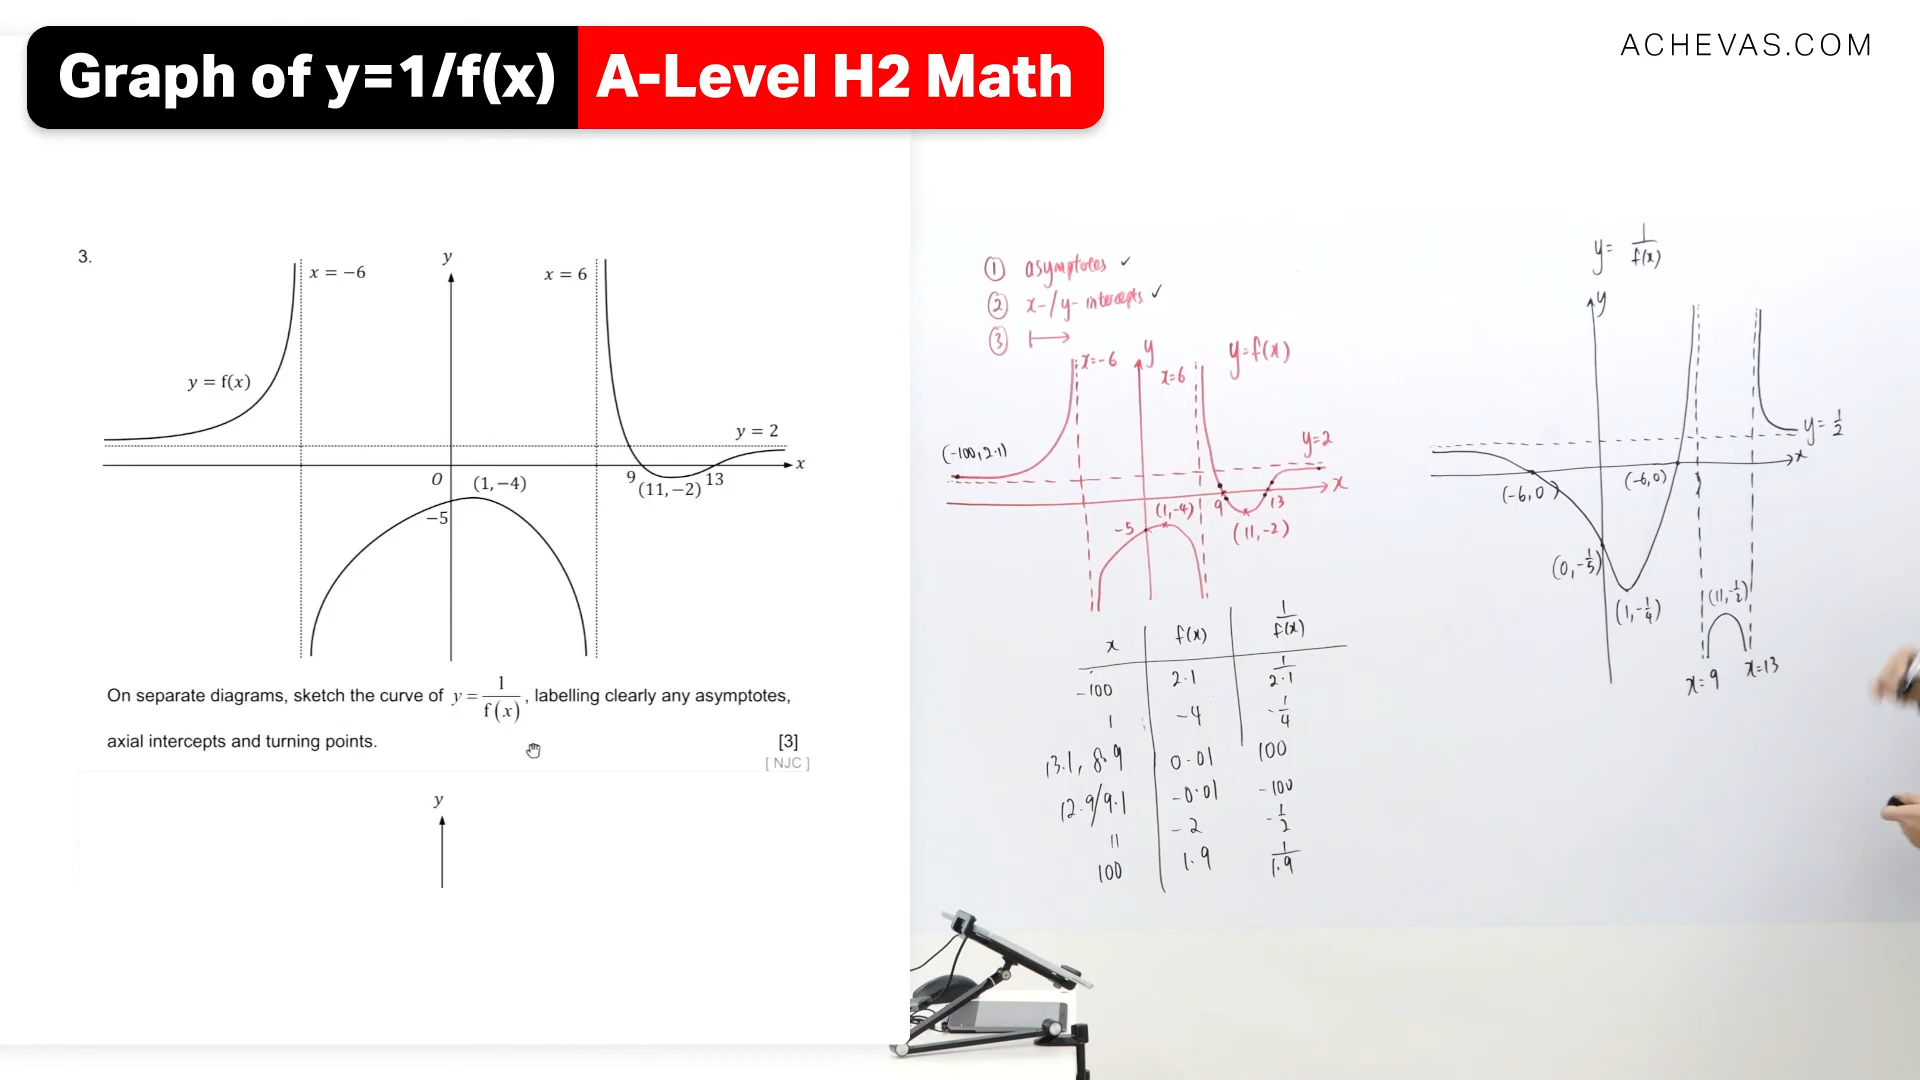 Graph of y=1/f(x) A-Level H2 Math
ACHEVAS.COM
3.
y
x = −6
x = 6
y = f(x)
y = 2
x
O
(1, −4)
9
(11, −2)
13
−5
On separate diagrams, sketch the curve of y = 1/f(x), labelling clearly any asymptotes,
axial intercepts and turning points. [3]
[ NJC ]
y
① asymptotes ✓
② x-/y- intercepts ✓
③ ⟼
x=-6
y
x=6
y=f(x)
(-100,2.1)
y=2
x
-5
(1,-4)
9
13
(11,-2)
x f(x) 1/f(x)
-100 2.1 1/2.1
1 -4 -1/4
13.1, 8.9 0.01 100
12.9/9.1 -0.01 -100
11 -2 -1/2
100 1.9 1/1.9
y= 1/f(x)
y
y= 1/2
x
(-6,0)
(-6,0)
(0,-1/5)
(1,-1/4)
(11,-1/2)
x=9
x=13